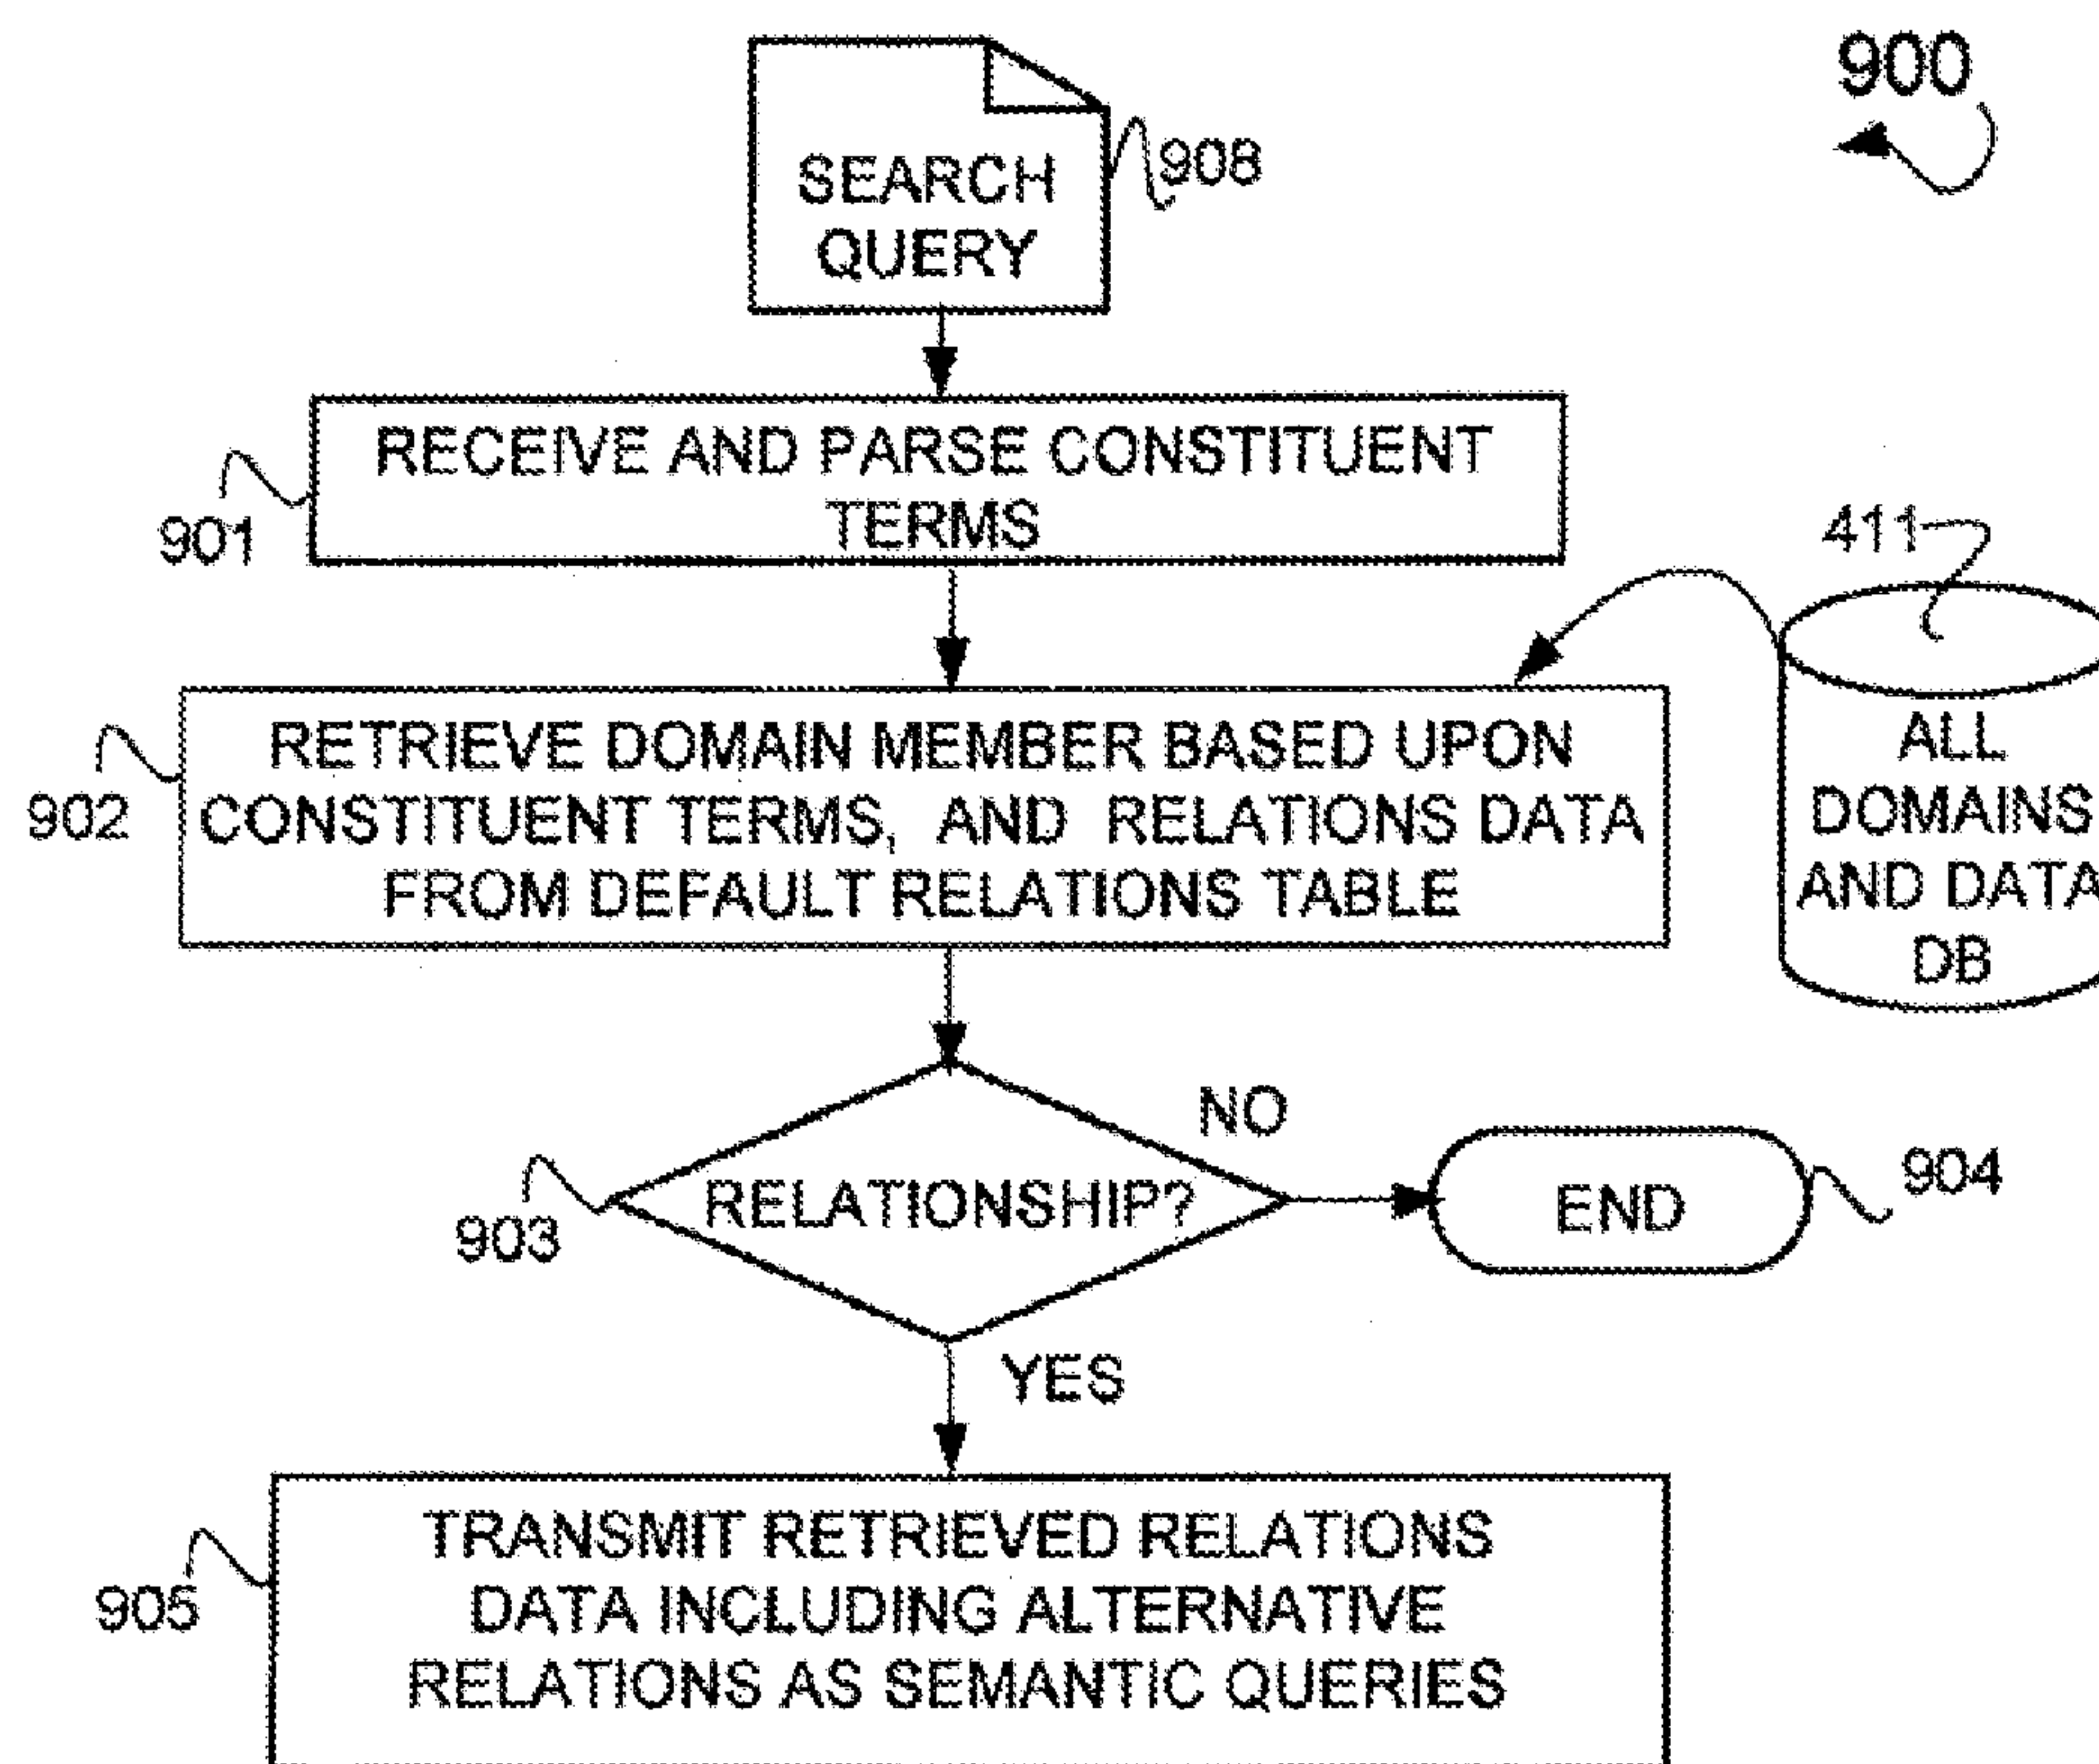 900
SEARCH
QUERY
908
RECEIVE AND PARSE CONSTITUENT
TERMS
901
411
RETRIEVE DOMAIN MEMBER BASED UPON
CONSTITUENT TERMS, AND RELATIONS DATA
FROM DEFAULT RELATIONS TABLE
902
ALL
DOMAINS
AND DATA
DB
RELATIONSHIP?
903
NO
END
904
YES
TRANSMIT RETRIEVED RELATIONS
DATA INCLUDING ALTERNATIVE
RELATIONS AS SEMANTIC QUERIES
905